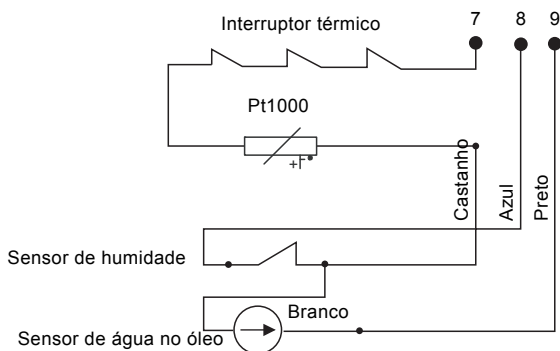 Interruptor térmico
7 8 9
Pt1000
Castanho
Azul
Preto
Sensor de humidade
Branco
Sensor de água no óleo